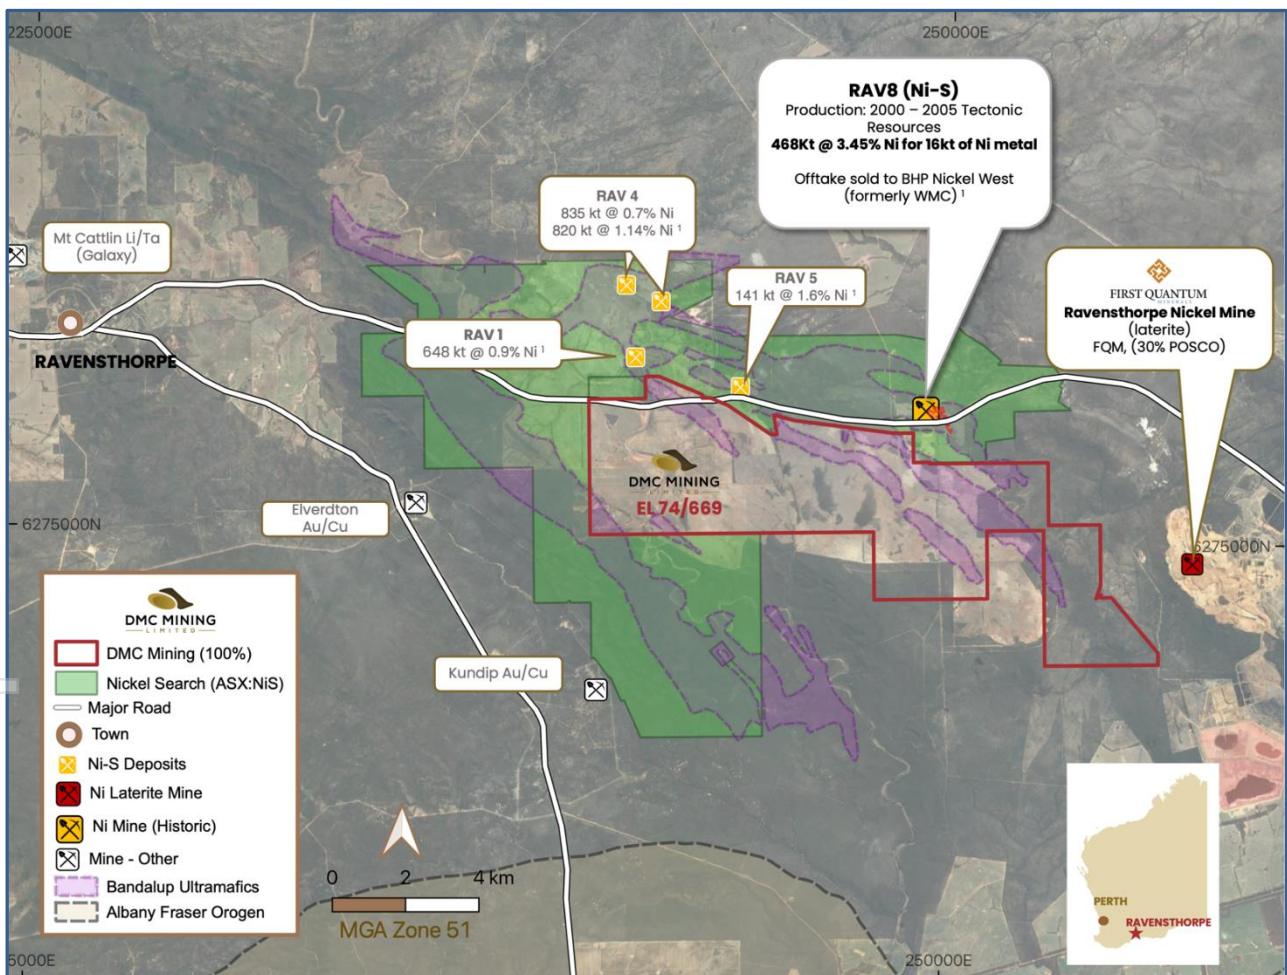 225000E
250000E
RAV8 (Ni-S)
Production: 2000 – 2005 Tectonic
Resources
468Kt @ 3.45% Ni for 16kt of Ni metal
Offtake sold to BHP Nickel West
(formerly WMC) ¹
RAV 4
835 kt @ 0.7% Ni
820 kt @ 1.14% Ni ¹
Mt Cattlin Li/Ta
(Galaxy)
RAV 5
141 kt @ 1.6% Ni ¹
FIRST QUANTUM
MINERALS
Ravensthorpe Nickel Mine
(laterite)
FQM, (30% POSCO)
RAV 1
648 kt @ 0.9% Ni ¹
RAVENSTHORPE
DMC MINING
LIMITED
EL 74/669
Elverdton
Au/Cu
6275000N
6275000N
Kundip Au/Cu
DMC MINING
LIMITED
DMC Mining (100%)
Nickel Search (ASX:NiS)
Major Road
Town
Ni-S Deposits
Ni Laterite Mine
Ni Mine (Historic)
Mine - Other
Bandalup Ultramafics
Albany Fraser Orogen
0 2 4 km
MGA Zone 51
PERTH
RAVENSTHORPE
5000E
250000E